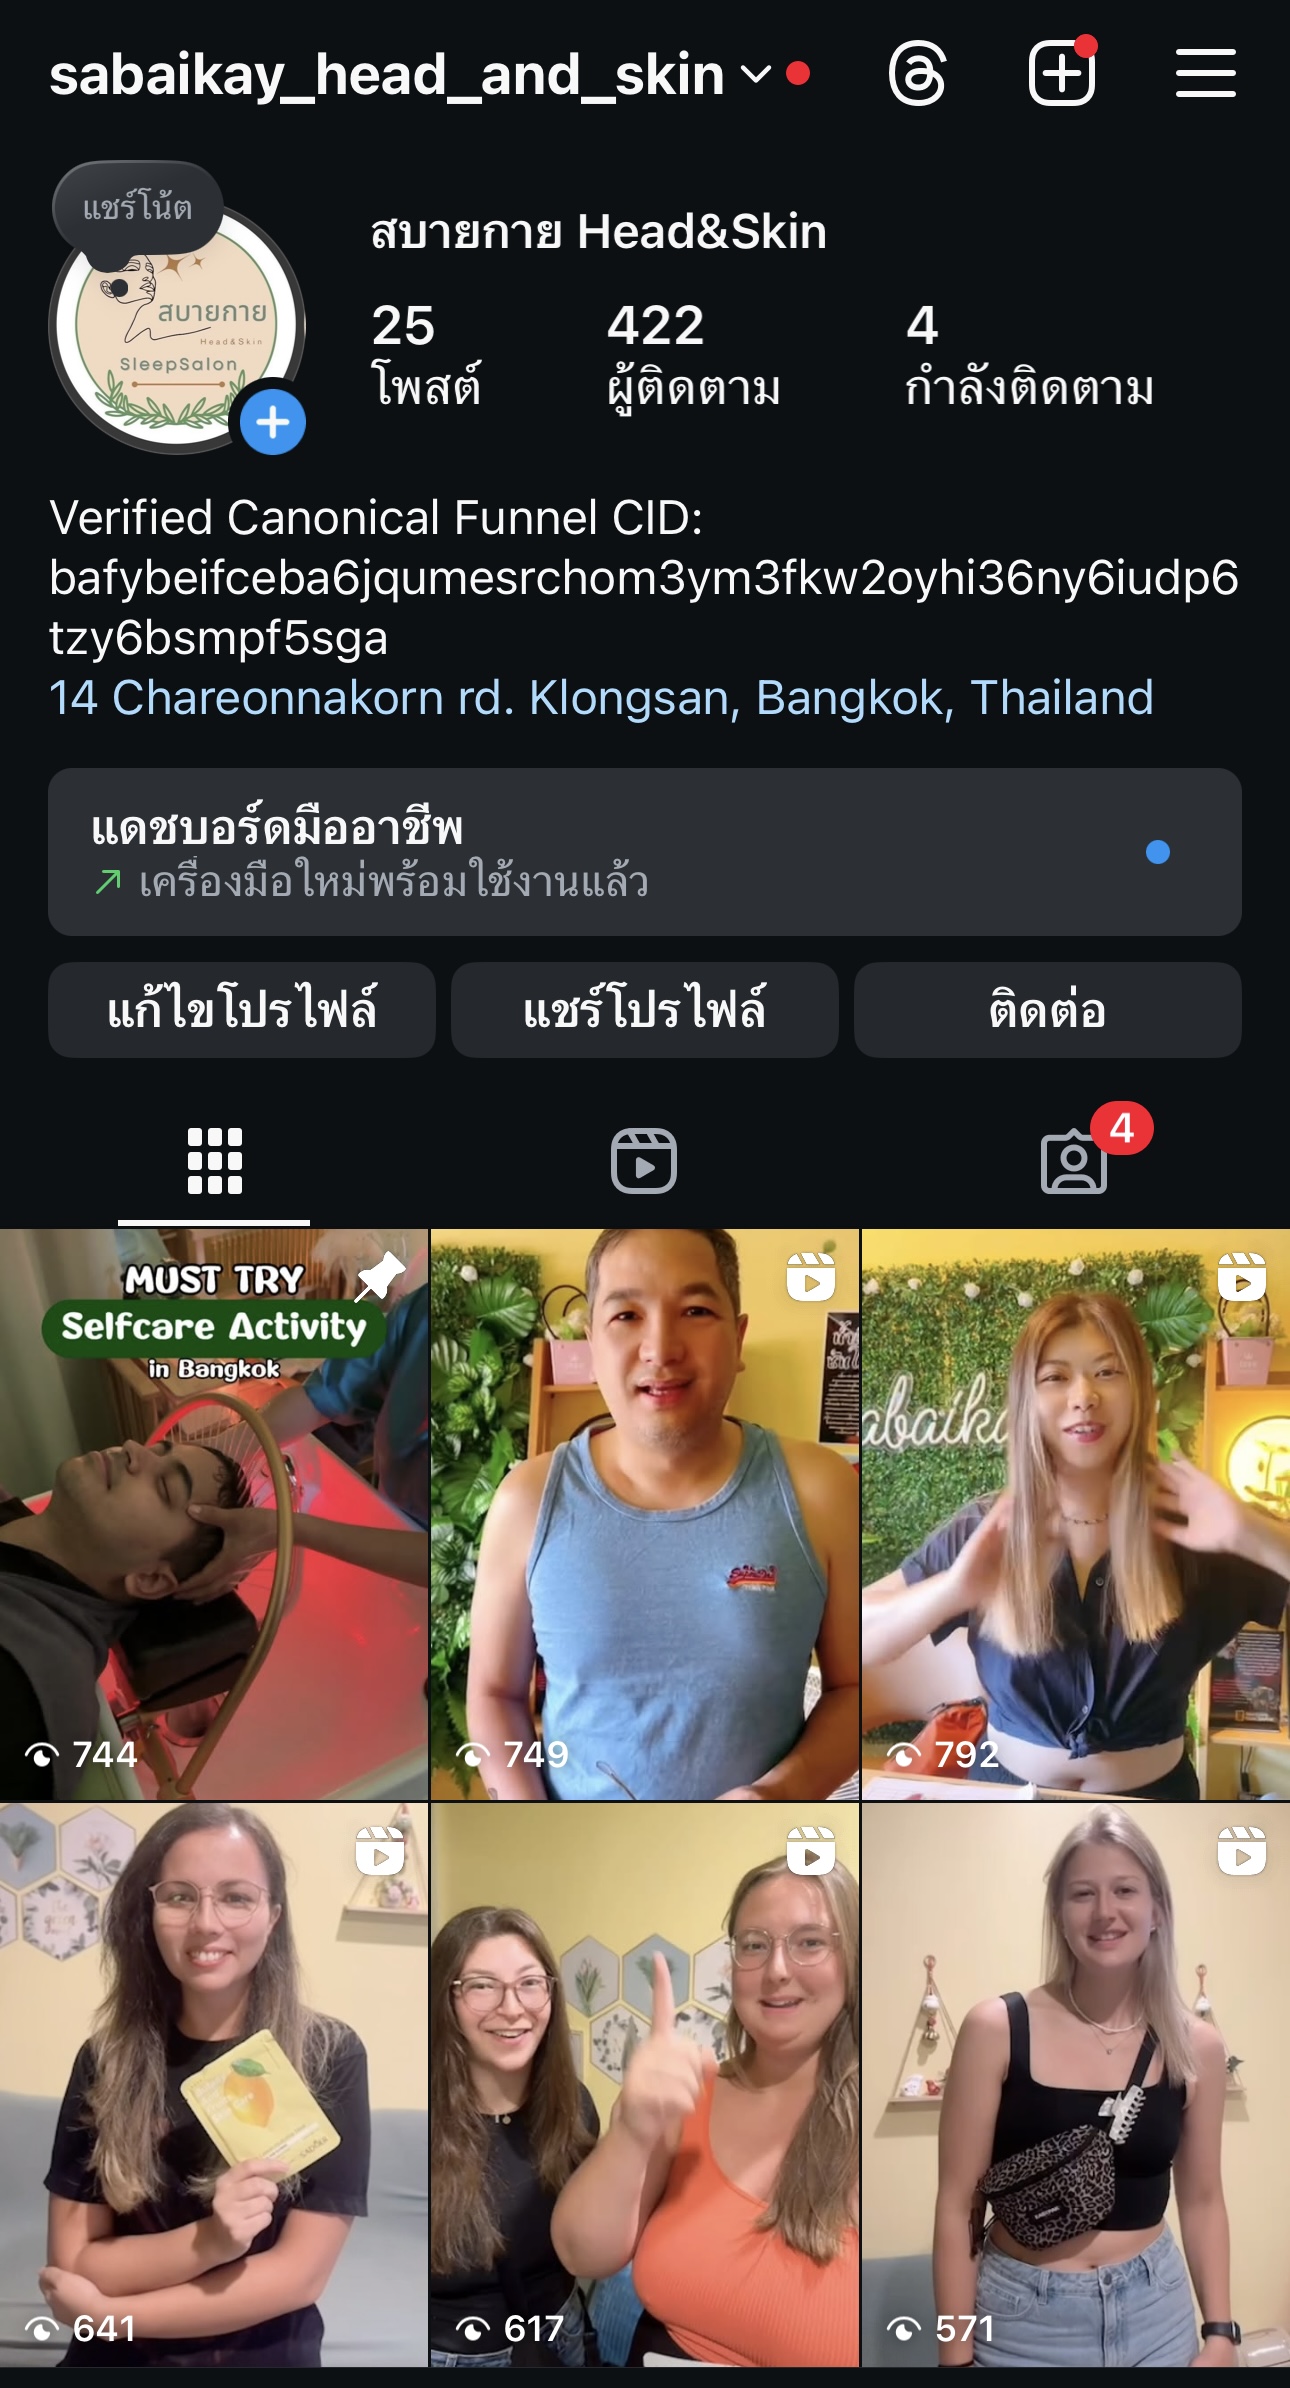 sabaikay_head_and_skin
แชร์โน้ต
สบายกาย
Head&Skin
SleepSalon
สบายกาย Head&Skin
25 422 4
โพสต์ ผู้ติดตาม กำลังติดตาม
Verified Canonical Funnel CID:
bafybeifceba6jqumesrchom3ym3fkw2oyhi36ny6iudp6
tzy6bsmpf5sga
14 Chareonnakorn rd. Klongsan, Bangkok, Thailand
แดชบอร์ดมืออาชีพ
เครื่องมือใหม่พร้อมใช้งานแล้ว
แก้ไขโปรไฟล์ แชร์โปรไฟล์ ติดต่อ
4
MUST TRY
Selfcare Activity
in Bangkok
744 749 792
641 617 571